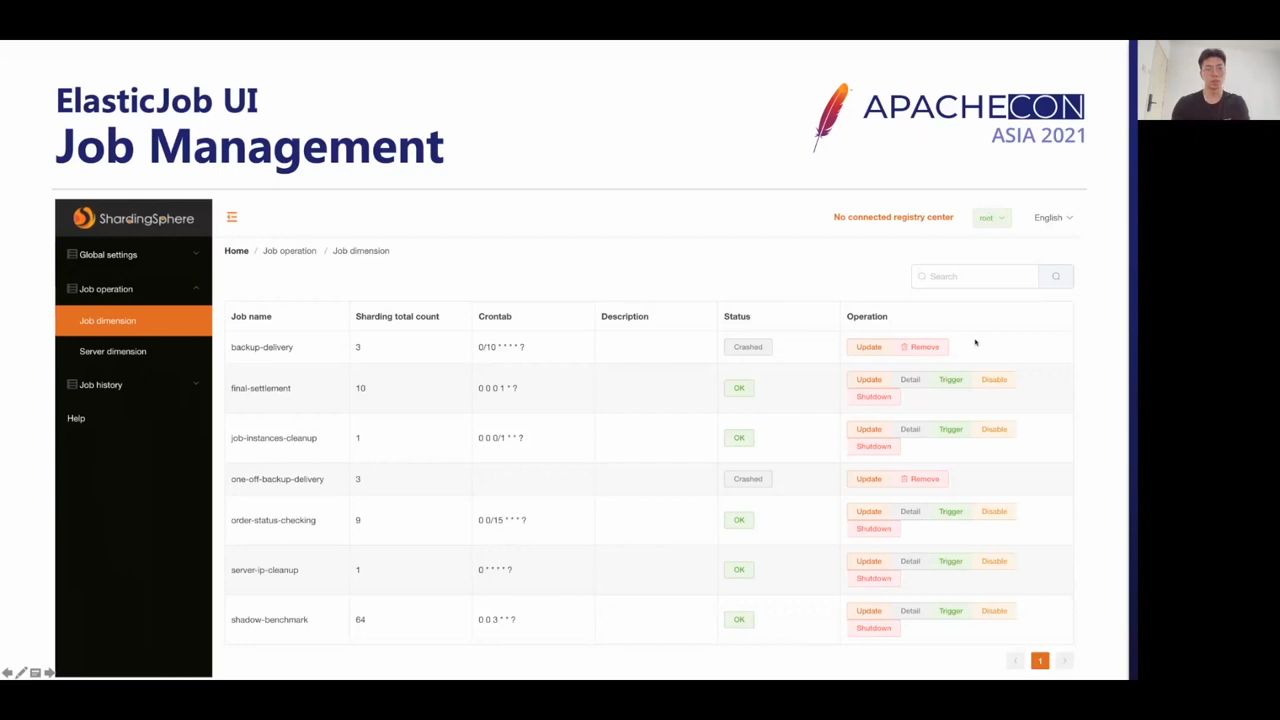 ElasticJob UI
Job Management
APACHECON
ASIA 2021
ShardingSphere
No connected registry center
root
English
Global settings
Home / Job operation / Job dimension
Job operation
Search
Job dimension
Server dimension
Job history
Help
Job name Sharding total count Crontab Description Status Operation
backup-delivery 3 0/10 * * * * ? Crashed Update Remove
final-settlement 10 0 0 0 1 * ? OK Update Detail Trigger Disable
Shutdown
job-instances-cleanup 1 0 0 0/1 * * ? OK Update Detail Trigger Disable
Shutdown
one-off-backup-delivery 3 Crashed Update Remove
order-status-checking 9 0 0/15 * * * ? OK Update Detail Trigger Disable
Shutdown
server-ip-cleanup 1 0 * * * * ? OK Update Detail Trigger Disable
Shutdown
shadow-benchmark 64 0 0 3 * * ? OK Update Detail Trigger Disable
Shutdown
1